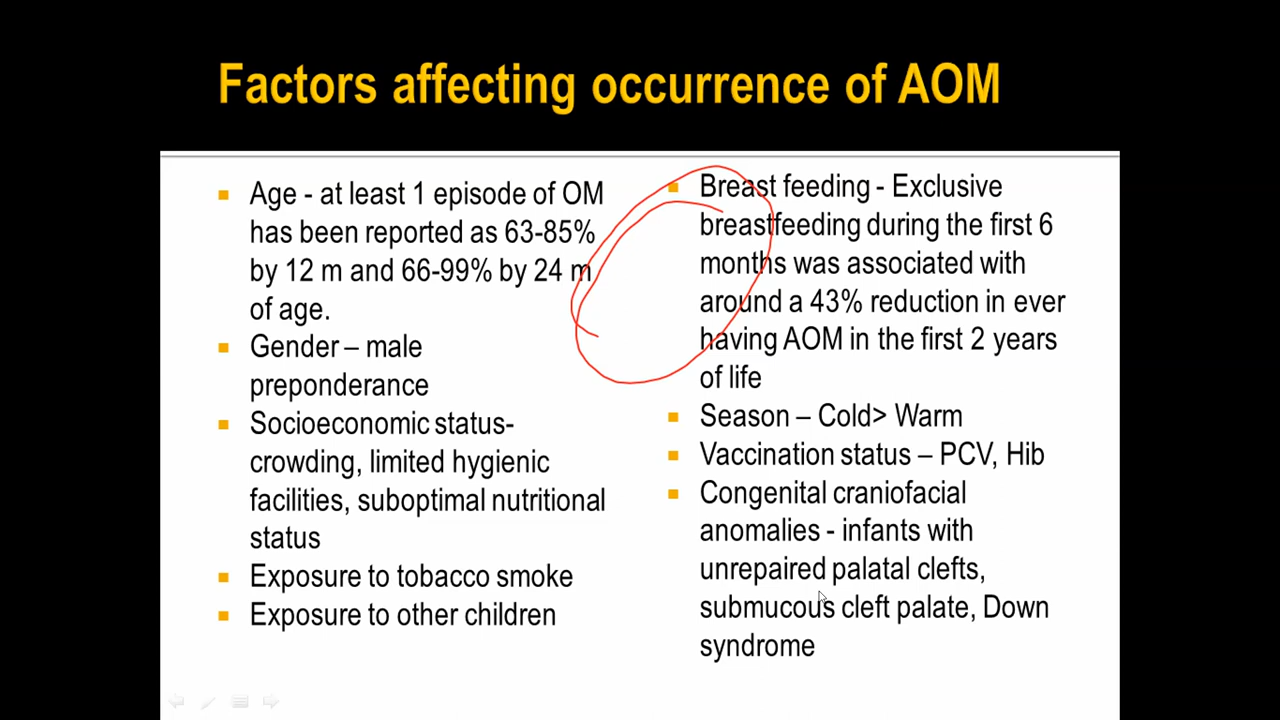 Factors affecting occurrence of AOM
Age - at least 1 episode of OM
has been reported as 63-85%
by 12 m and 66-99% by 24 m
of age.
Gender – male
preponderance
Socioeconomic status-
crowding, limited hygienic
facilities, suboptimal nutritional
status
Exposure to tobacco smoke
Exposure to other children
Breast feeding - Exclusive
breastfeeding during the first 6
months was associated with
around a 43% reduction in ever
having AOM in the first 2 years
of life
Season – Cold> Warm
Vaccination status – PCV, Hib
Congenital craniofacial
anomalies - infants with
unrepaired palatal clefts,
submucous cleft palate, Down
syndrome